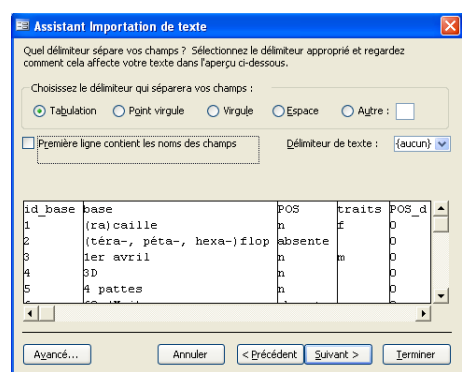 Assistant Importation de texte
Quel délimiteur sépare vos champs ? Sélectionnez le délimiteur approprié et regardez
comment cela affecte votre texte dans l'aperçu ci-dessous.
Choisissez le délimiteur qui séparera vos champs :
Tabulation Point virgule Virgule Espace Autre :
Première ligne contient les noms des champs Délimiteur de texte : {aucun}
id_base base POS traits POS_d
1 (ra)caille n f 0
2 (téra-, péta-, hexa-)flop absente 0
3 1er avril n m 0
4 3D n 0
5 4 pattes n 0
Avancé... Annuler < Précédent Suivant > Terminer